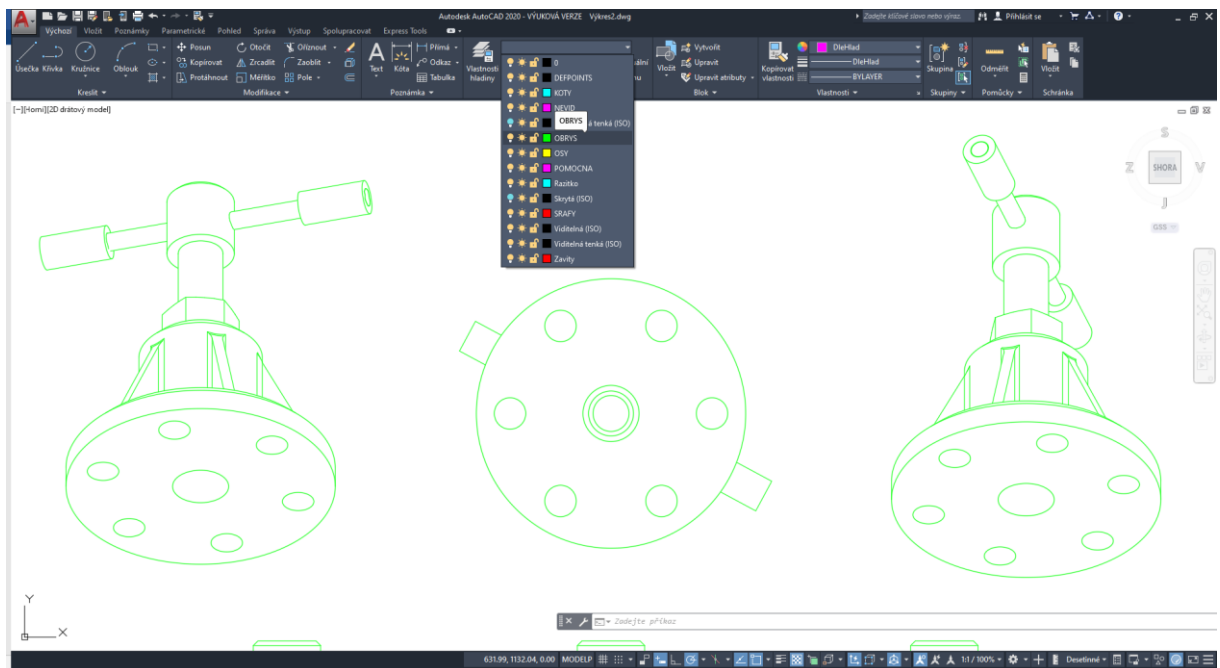 Autodesk AutoCAD 2020 - VÝUKOVÁ VERZE Výkres2.dwg
Zadejte klíčové slovo nebo výraz.
Přihlásit se
Výchozí Vložit Poznámky Parametrické Pohled Správa Výstup Spolupracovat Express Tools
Úsečka Křivka Kružnice Oblouk
Posun Otočit Oříznout
Kopírovat Zrcadlit Zaoblit
Protáhnout Měřítko Pole
Text Kóta
Přímá
Odkaz
Tabulka
Vlastnosti
hladiny
Vložit
Vytvořit
Upravit
Upravit atributy
Kopírovat
vlastnosti
DleHlad
DleHlad
BYLAYER
Skupina
Odměřit
Vložit
Kreslit Modifikace Poznámka Blok Vlastnosti Skupiny Pomůcky Schránka
0
DEFPOINTS
KOTY
NEVID
á tenká (ISO)
OBRYS
OBRYS
OSY
POMOCNA
Razitko
Skrytá (ISO)
SRAFY
Viditelná (ISO)
Viditelná tenká (ISO)
Zavity
[−][Horní][2D drátový model]
S
Z SHORA V
J
GSS
Y
X
Zadejte příkaz
631.99, 1132.04, 0.00 MODELP 1:1 / 100% Desetinné